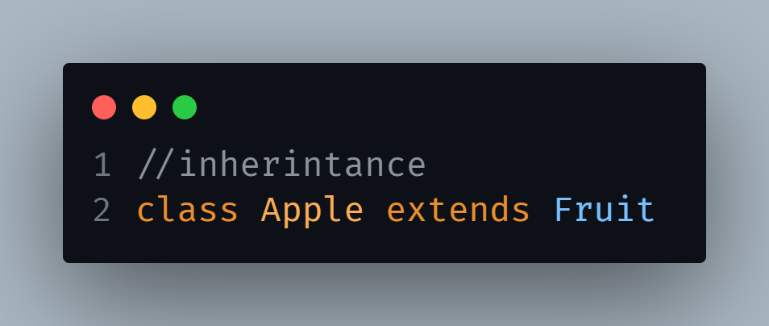 1 //inherintance
2 class Apple extends Fruit